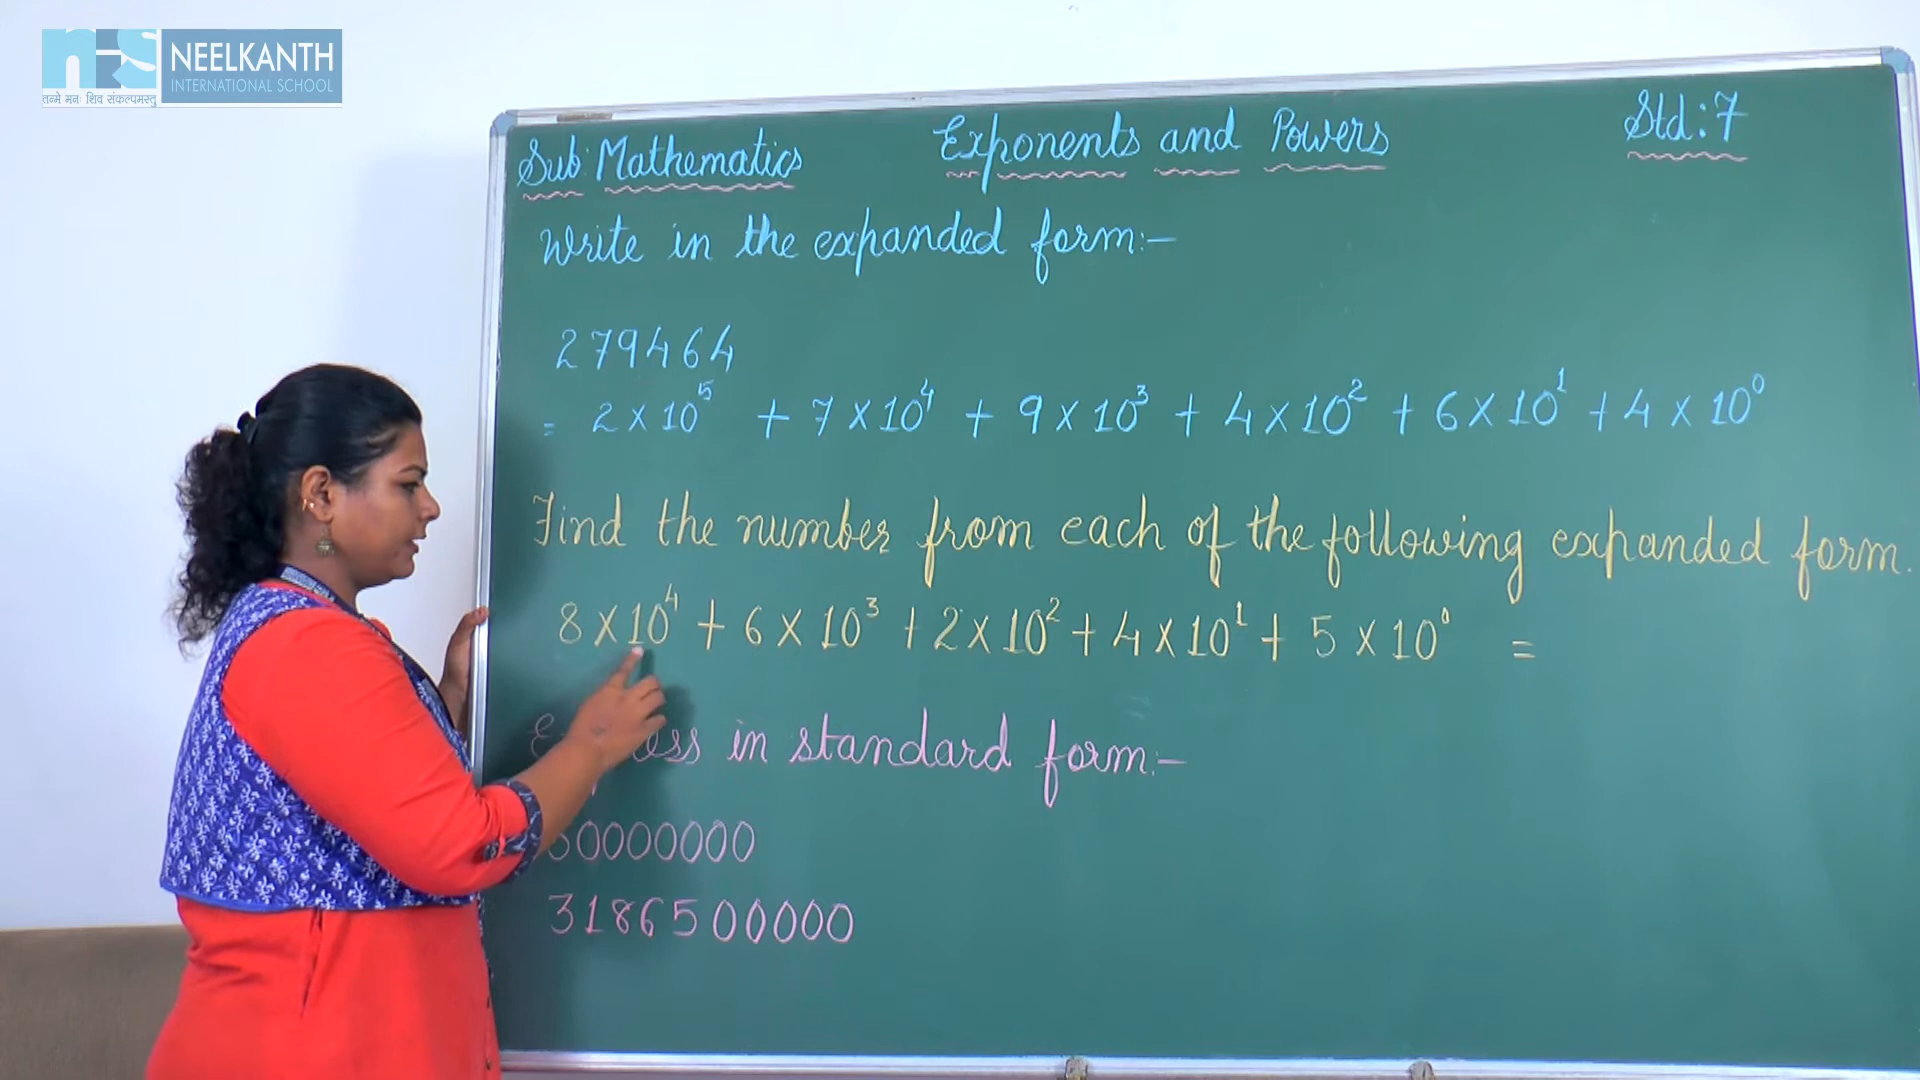 nis
तन्मे मनः शिव संकल्पमस्तु
NEELKANTH
INTERNATIONAL SCHOOL
Sub: Mathematics Exponents and Powers Std: 7
Write in the expanded form:-
279464
= 2 × 10⁵ + 7 × 10⁴ + 9 × 10³ + 4 × 10² + 6 × 10¹ + 4 × 10⁰
Find the number from each of the following expanded form.
8 × 10⁴ + 6 × 10³ + 2 × 10² + 4 × 10¹ + 5 × 10⁰ =
in standard form:-
3186500000